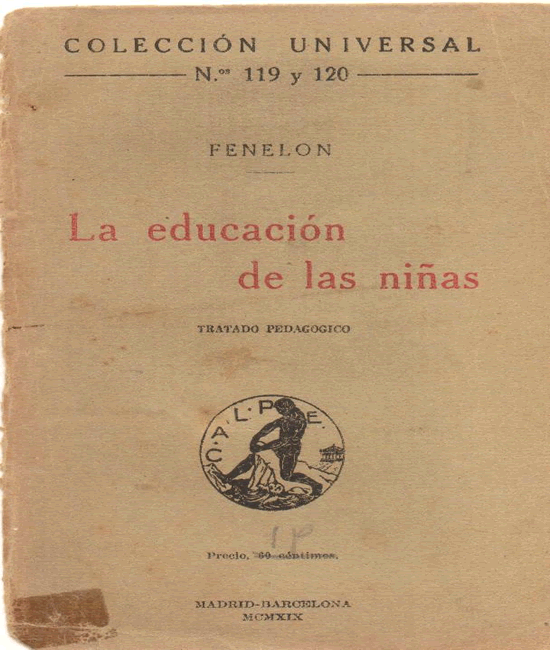 COLECCIÓN UNIVERSAL
N.os 119 y 120
FENELON
La educación
de las niñas
TRATADO PEDAGOGICO
C.A.L.P.E.
Precio, 60 céntimos.
MADRID-BARCELONA
MCMXIX